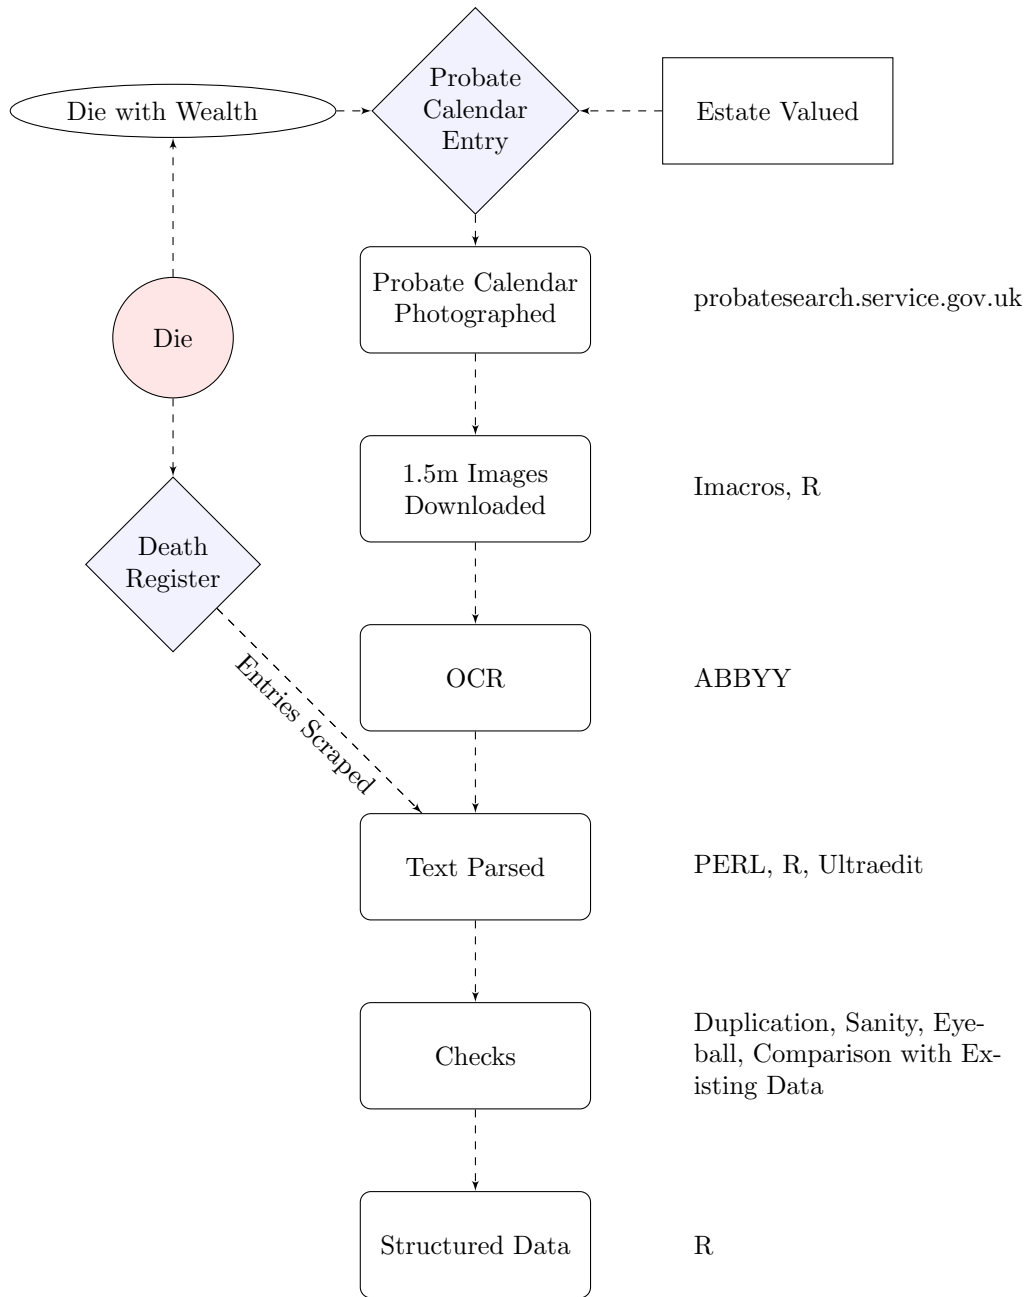 Probate
Calendar
Entry
Die with Wealth
Estate Valued
Probate Calendar
Photographed
probatesearch.service.gov.uk
Die
1.5m Images
Downloaded
Imacros, R
Death
Register
Entries Scraped
OCR
ABBYY
Text Parsed
PERL, R, Ultraedit
Checks
Duplication, Sanity, Eye-
ball, Comparison with Ex-
isting Data
Structured Data
R